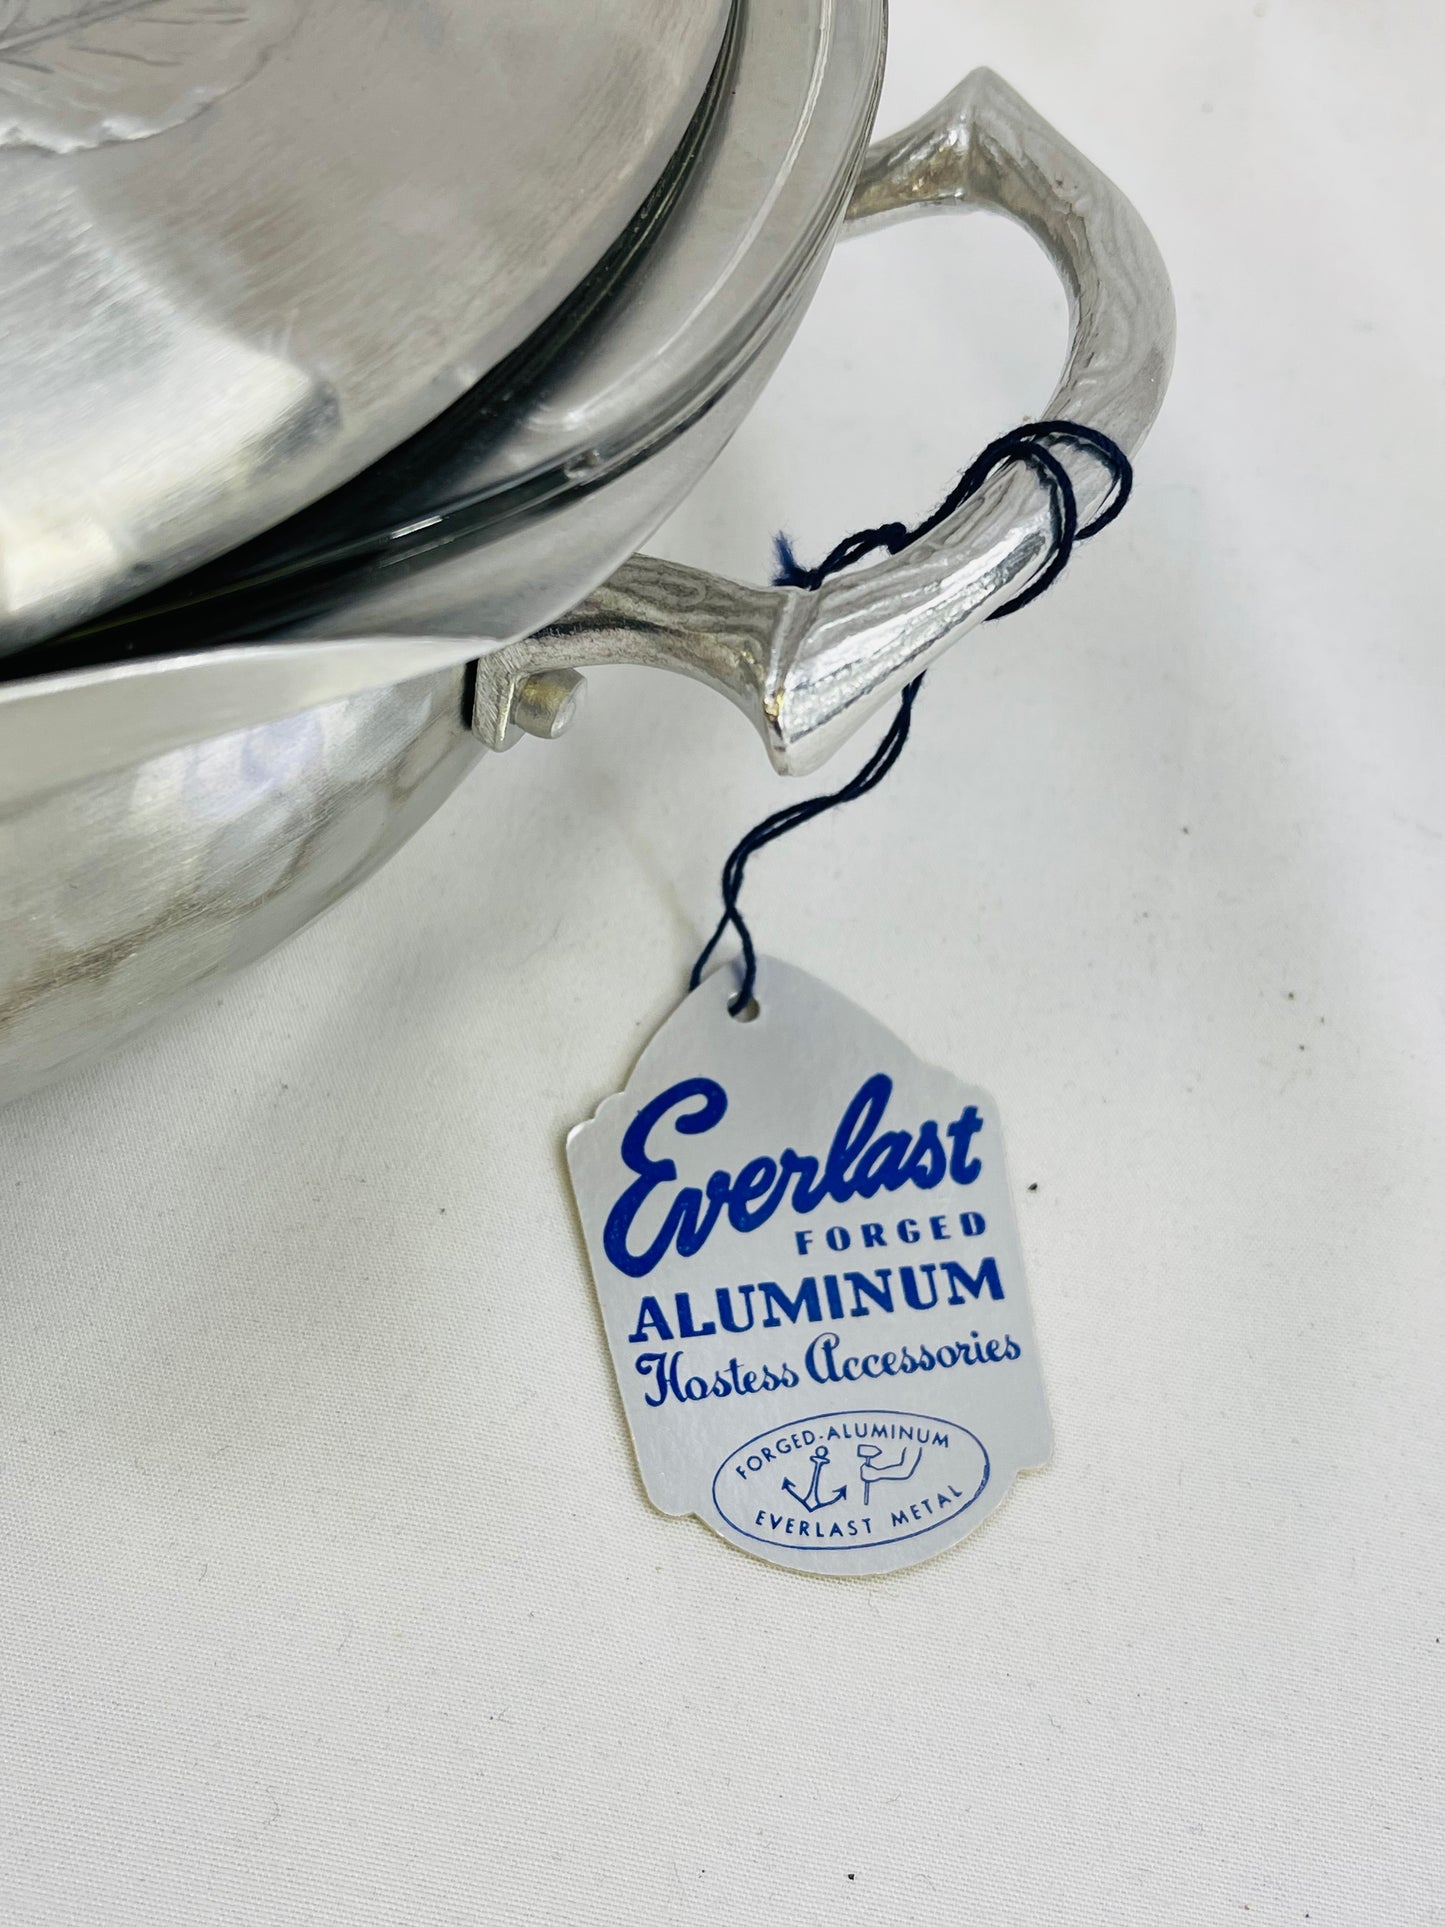 Everlast
FORGED
ALUMINUM
Hostess Accessories
FORGED-ALUMINUM
EVERLAST METAL